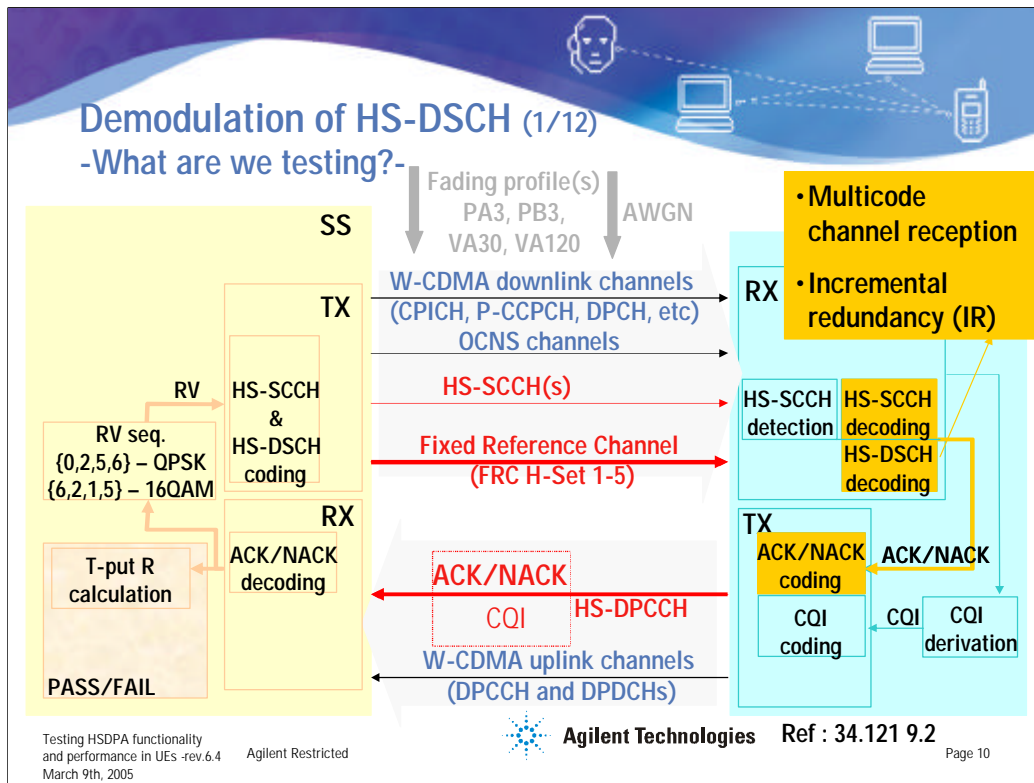 Demodulation of HS-DSCH (1/12)
-What are we testing?-
Fading profile(s)
PA3, PB3,
VA30, VA120
AWGN
• Multicode
channel reception
• Incremental
redundancy (IR)
SS
TX
HS-SCCH
&
HS-DSCH
coding
RV
RV seq.
{0,2,5,6} – QPSK
{6,2,1,5} – 16QAM
RX
ACK/NACK
decoding
T-put R
calculation
PASS/FAIL
W-CDMA downlink channels
(CPICH, P-CCPCH, DPCH, etc)
OCNS channels
HS-SCCH(s)
Fixed Reference Channel
(FRC H-Set 1-5)
ACK/NACK
CQI
HS-DPCCH
W-CDMA uplink channels
(DPCCH and DPDCHs)
RX
HS-SCCH
detection
HS-SCCH
decoding
HS-DSCH
decoding
TX
ACK/NACK
coding
ACK/NACK
CQI
coding
CQI
CQI
derivation
Testing HSDPA functionality
and performance in UEs -rev.6.4
March 9th, 2005
Agilent Restricted
Agilent Technologies
Ref : 34.121 9.2
Page 10